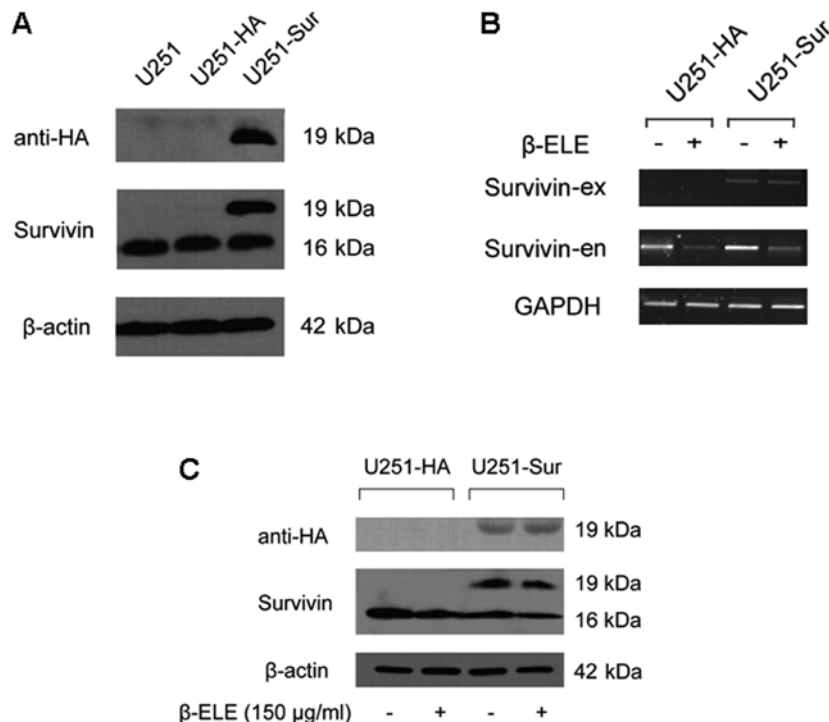 A
U251
U251-HA
U251-Sur
anti-HA
19 kDa
Survivin
19 kDa
16 kDa
β-actin
42 kDa
B
U251-HA
U251-Sur
β-ELE - + - +
Survivin-ex
Survivin-en
GAPDH
C
U251-HA U251-Sur
anti-HA
19 kDa
Survivin
19 kDa
16 kDa
β-actin
42 kDa
β-ELE (150 μg/ml) - + - +